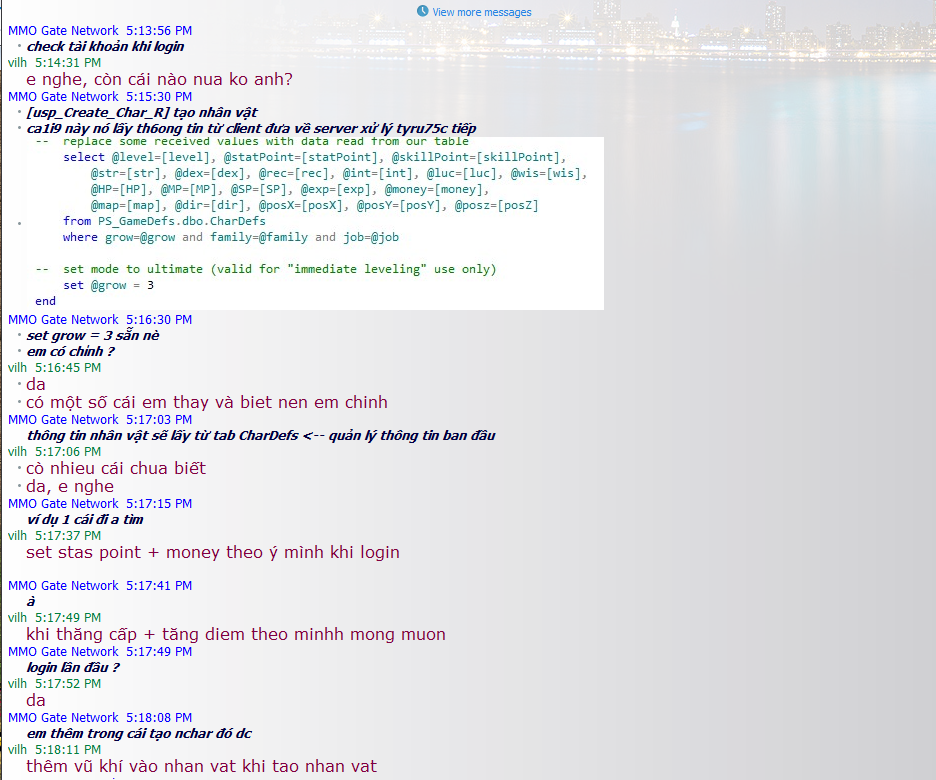 View more messages
MMO Gate Network 5:13:56 PM
check tài khoản khi login
vilh 5:14:31 PM
e nghe, còn cái nào nua ko anh?
MMO Gate Network 5:15:30 PM
[usp_Create_Char_R] tạo nhân vật
ca1i9 này nó lấy th6ong tin từ client đưa về server xử lý tyru75c tiếp
-- replace some received values with data read from our table
select @level=[level], @statPoint=[statPoint], @skillPoint=[skillPoint],
@str=[str], @dex=[dex], @rec=[rec], @int=[int], @luc=[luc], @wis=[wis],
@HP=[HP], @MP=[MP], @SP=[SP], @exp=[exp], @money=[money],
@map=[map], @dir=[dir], @posX=[posX], @posY=[posY], @posz=[posZ]
from PS_GameDefs.dbo.CharDefs
where grow=@grow and family=@family and job=@job
-- set mode to ultimate (valid for "immediate leveling" use only)
set @grow = 3
end
MMO Gate Network 5:16:30 PM
set grow = 3 sẵn nè
em có chỉnh ?
vilh 5:16:45 PM
da
có một số cái em thay và biet nen em chinh
MMO Gate Network 5:17:03 PM
thông tin nhân vật sẽ lấy từ tab CharDefs <-- quản lý thông tin ban đầu
vilh 5:17:06 PM
cò nhieu cái chua biết
da, e nghe
MMO Gate Network 5:17:15 PM
ví dụ 1 cái đi a tìm
vilh 5:17:37 PM
set stas point + money theo ý mình khi login
MMO Gate Network 5:17:41 PM
à
vilh 5:17:49 PM
khi thăng cấp + tăng diem theo minhh mong muon
MMO Gate Network 5:17:49 PM
login lần đầu ?
vilh 5:17:52 PM
da
MMO Gate Network 5:18:08 PM
em thêm trong cái tạo nchar đó dc
vilh 5:18:11 PM
thêm vũ khí vào nhan vat khi tao nhan vat